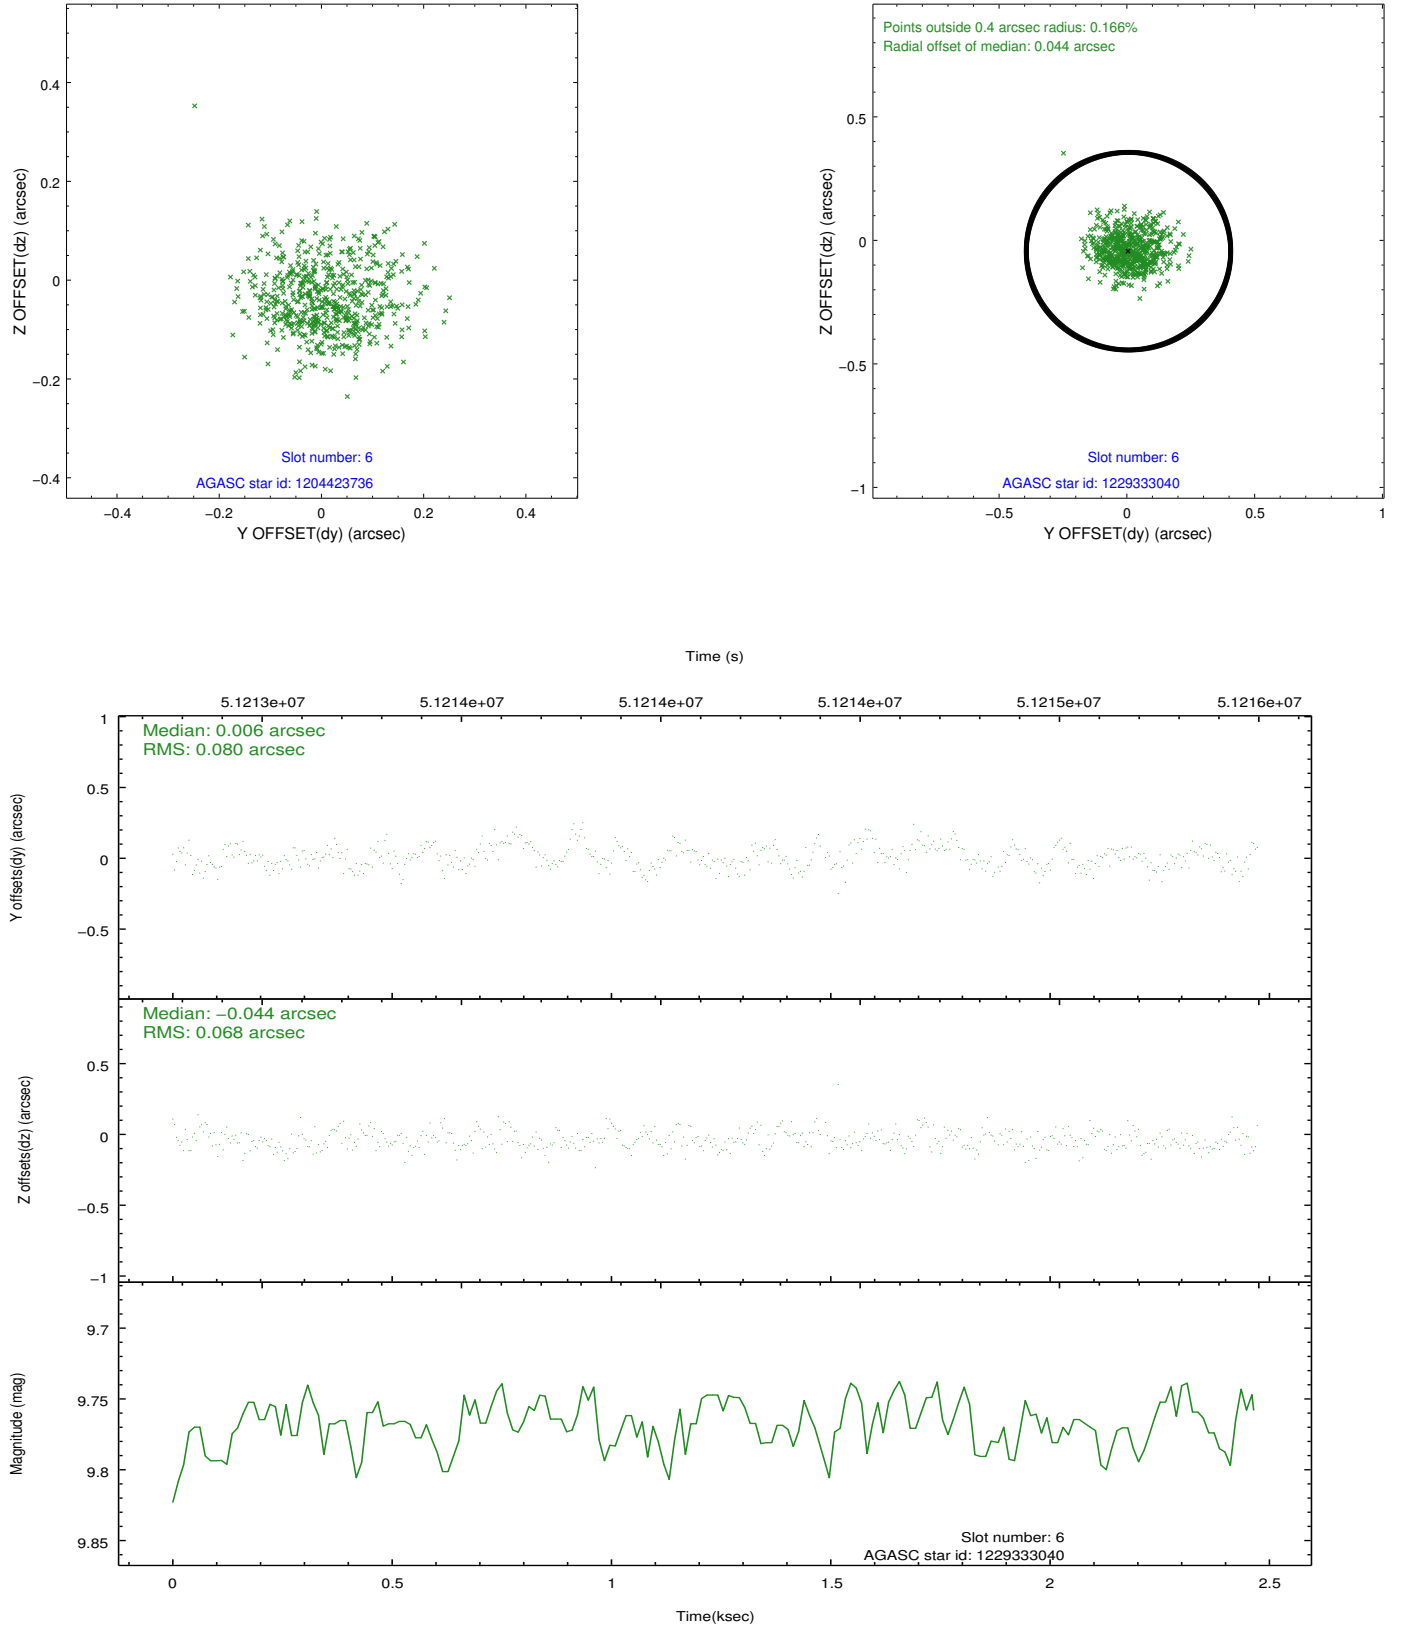 0.4
0.2
0
−0.2
−0.4
Z OFFSET(dz) (arcsec)
Slot number: 6
AGASC star id: 1204423736
−0.4 −0.2 0 0.2 0.4
Y OFFSET(dy) (arcsec)
Points outside 0.4 arcsec radius: 0.166%
Radial offset of median: 0.044 arcsec
0.5
0
−0.5
−1
Z OFFSET(dz) (arcsec)
Slot number: 6
AGASC star id: 1229333040
−0.5 0 0.5 1
Y OFFSET(dy) (arcsec)
Time (s)
5.1213e+07 5.1214e+07 5.1214e+07 5.1214e+07 5.1215e+07 5.1216e+07
Median: 0.006 arcsec
RMS: 0.080 arcsec
1
0.5
0
−0.5
Y offsets(dy) (arcsec)
Median: −0.044 arcsec
RMS: 0.068 arcsec
0.5
0
−0.5
−1
Z offsets(dz) (arcsec)
9.7
9.75
9.8
9.85
Magnitude (mag)
Slot number: 6
AGASC star id: 1229333040
0 0.5 1 1.5 2 2.5
Time(ksec)